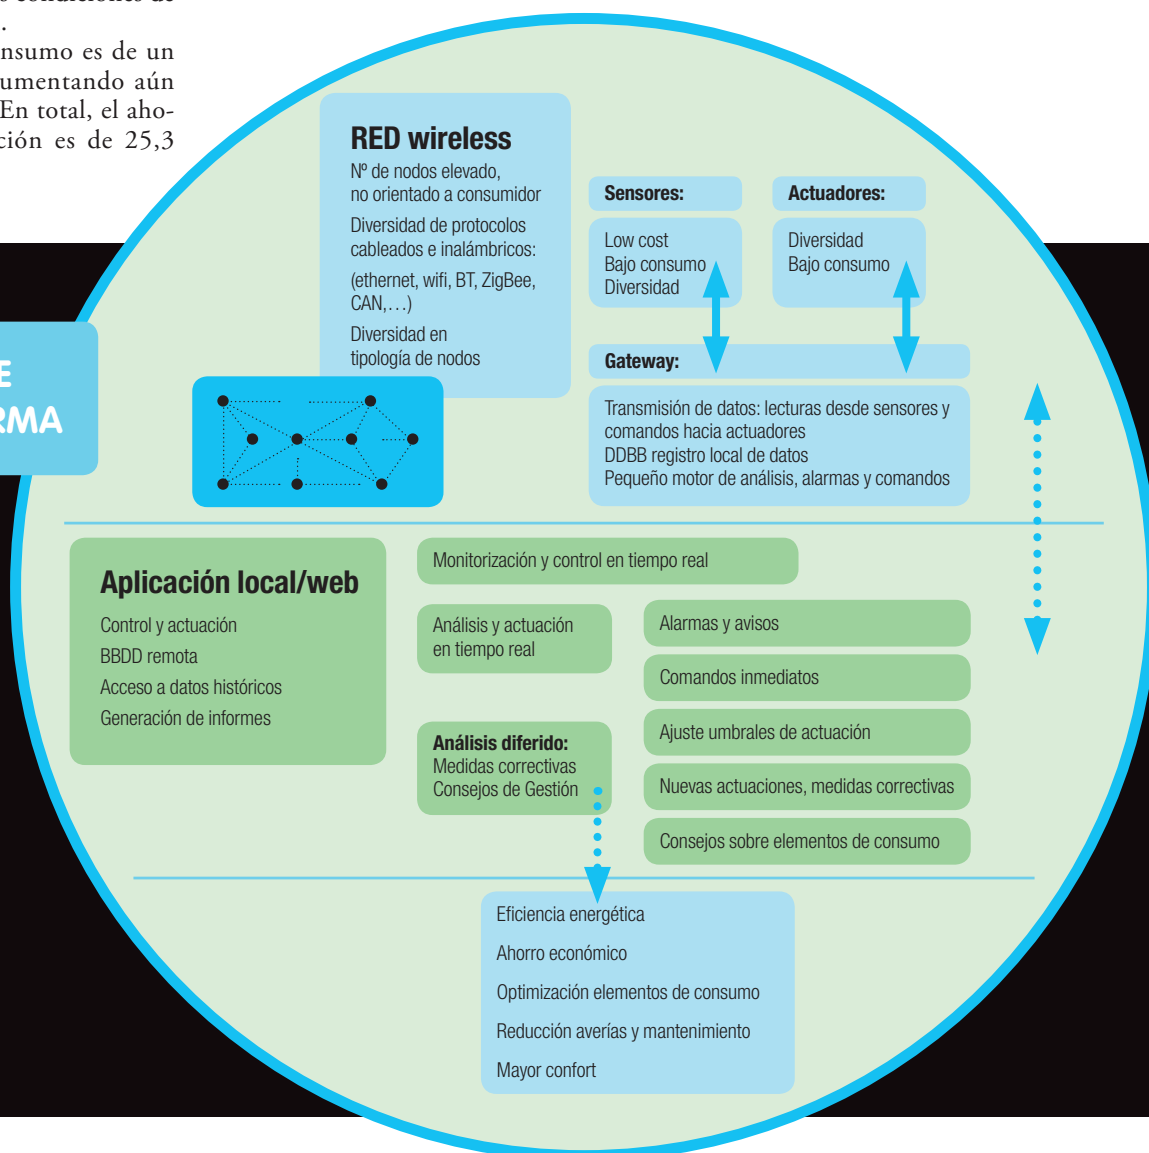 condiciones de
.
es de un
aún
En total, el aho-
es de 25,3
RED wireless
Nº de nodos elevado,
no orientado a consumidor
Diversidad de protocolos
cableados e inalámbricos:
(ethernet, wifi, BT, ZigBee,
CAN,…)
Diversidad en
tipología de nodos
Sensores:
Low cost
Bajo consumo
Diversidad
Actuadores:
Diversidad
Bajo consumo
Gateway:
Transmisión de datos: lecturas desde sensores y
comandos hacia actuadores
DDBB registro local de datos
Pequeño motor de análisis, alarmas y comandos
E
RMA
Aplicación local/web
Control y actuación
BBDD remota
Acceso a datos históricos
Generación de informes
Monitorización y control en tiempo real
Análisis y actuación
en tiempo real
Análisis diferido:
Medidas correctivas
Consejos de Gestión
Alarmas y avisos
Comandos inmediatos
Ajuste umbrales de actuación
Nuevas actuaciones, medidas correctivas
Consejos sobre elementos de consumo
Eficiencia energética
Ahorro económico
Optimización elementos de consumo
Reducción averías y mantenimiento
Mayor confort